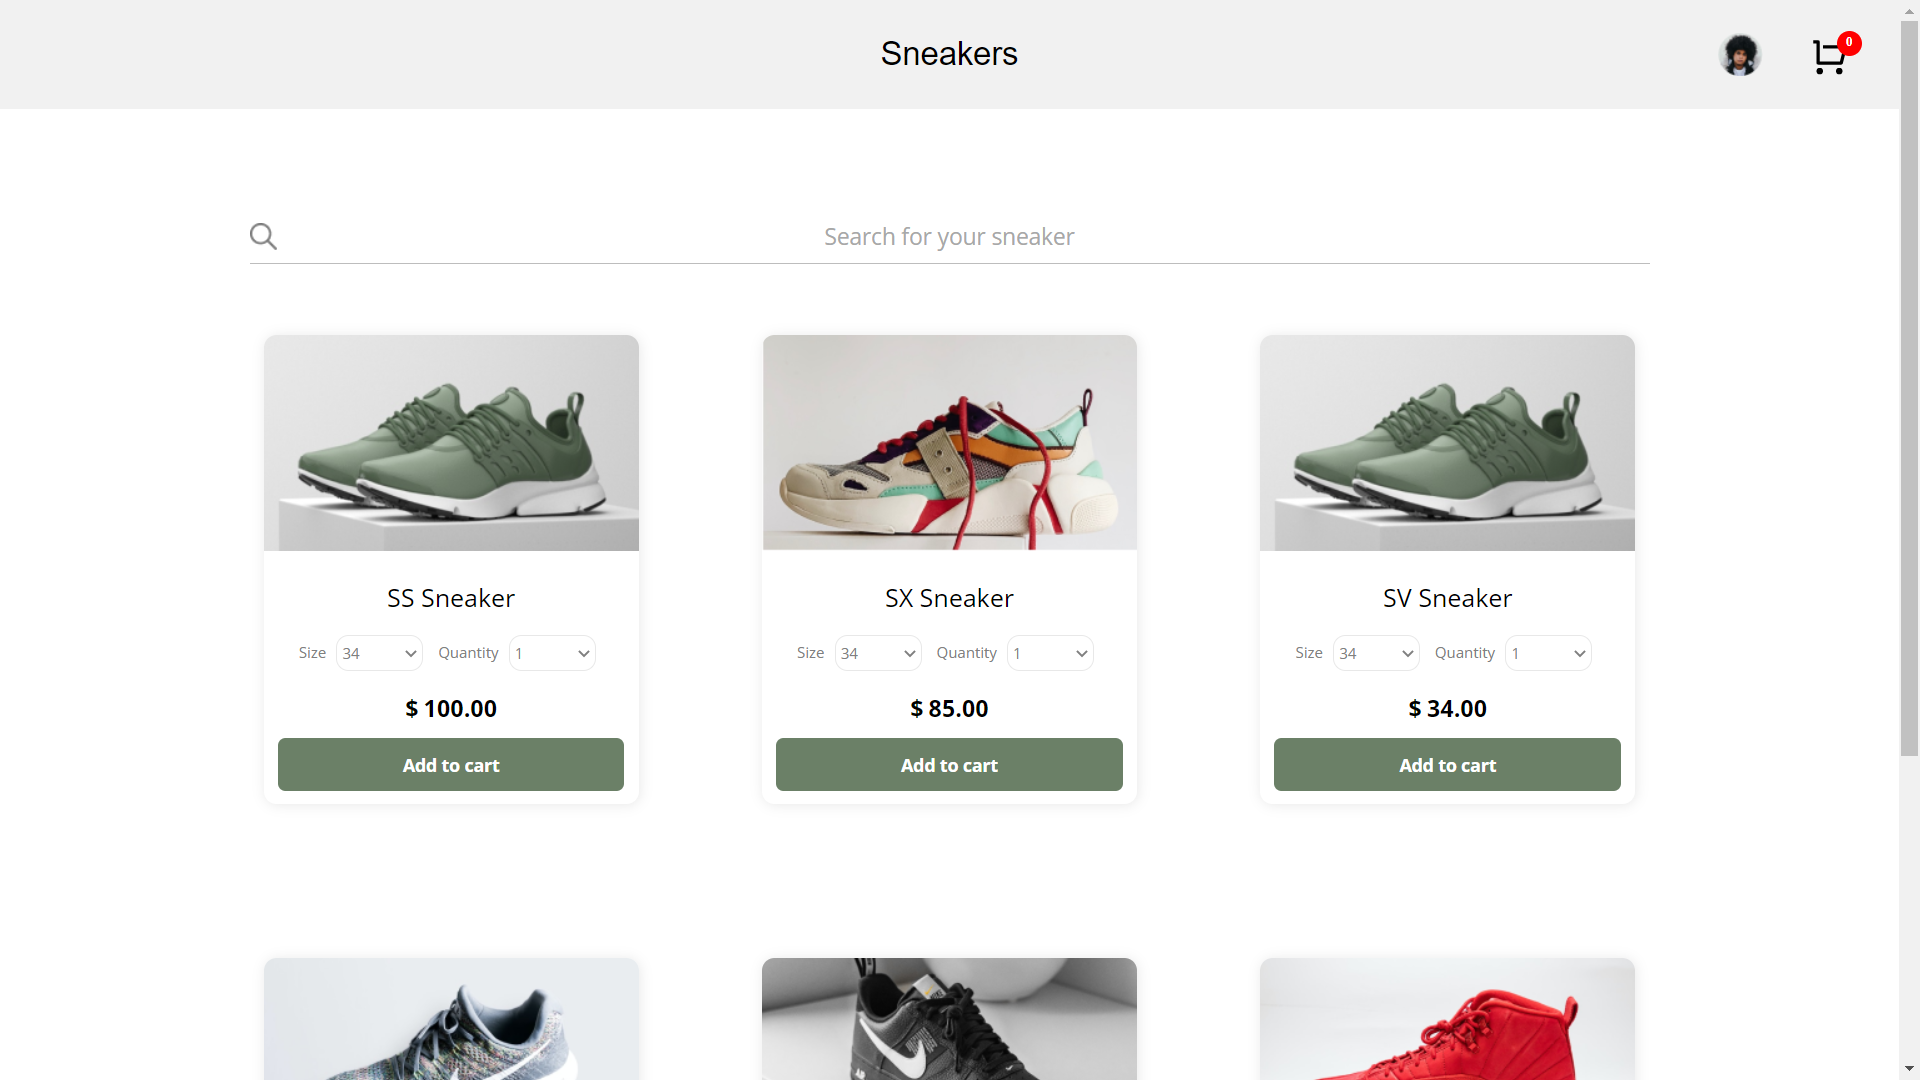 Sneakers
0
Search for your sneaker
SS Sneaker
Size 34 Quantity 1
$ 100.00
Add to cart
SX Sneaker
Size 34 Quantity 1
$ 85.00
Add to cart
SV Sneaker
Size 34 Quantity 1
$ 34.00
Add to cart